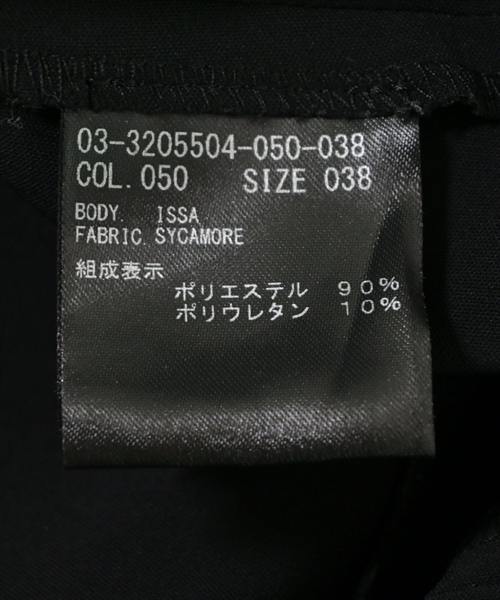 03-3205504-050-038
COL. 050 SIZE 038
BODY. ISSA
FABRIC. SYCAMORE
組成表示
ポリエステル ９０％
ポリウレタン １０％